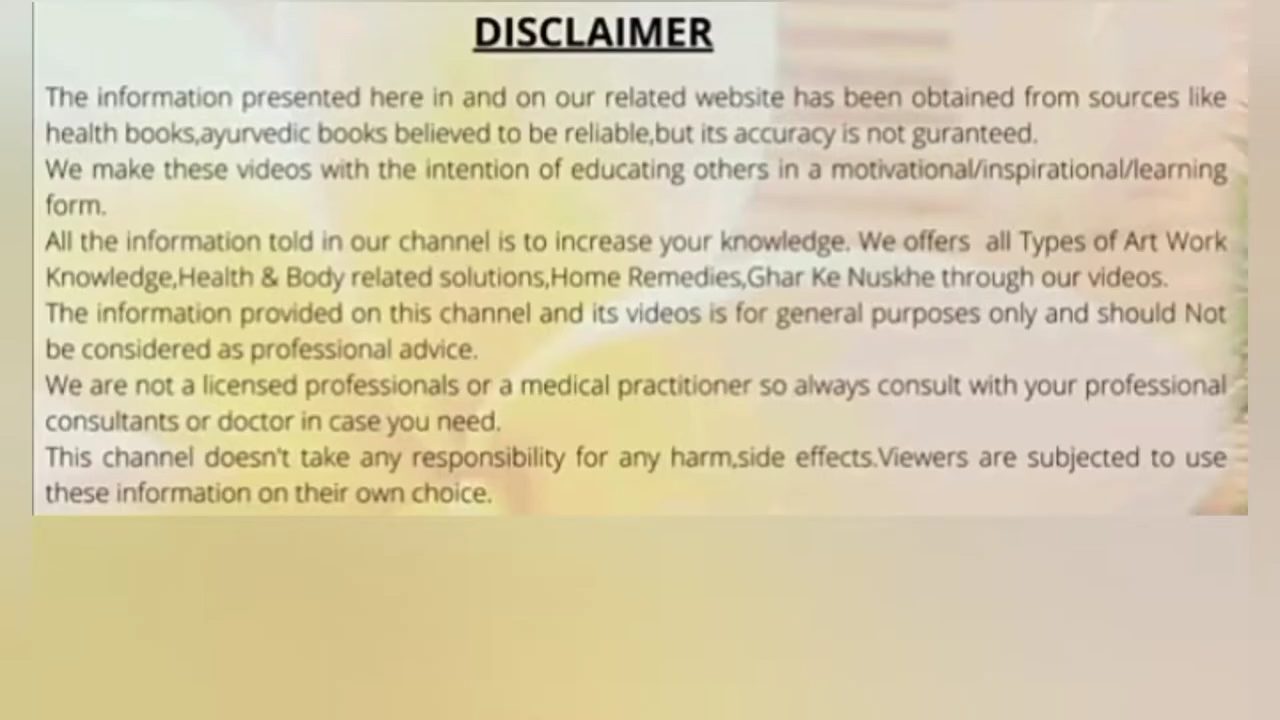 DISCLAIMER
The information presented here in and on our related website has been obtained from sources like
health books,ayurvedic books believed to be reliable,but its accuracy is not guranteed.
We make these videos with the intention of educating others in a motivational/inspirational/learning
form.
All the information told in our channel is to increase your knowledge. We offers  all Types of Art Work
Knowledge,Health & Body related solutions,Home Remedies,Ghar Ke Nuskhe through our videos.
The information provided on this channel and its videos is for general purposes only and should Not
be considered as professional advice.
We are not a licensed professionals or a medical practitioner so always consult with your professional
consultants or doctor in case you need.
This channel doesn't take any responsibility for any harm,side effects.Viewers are subjected to use
these information on their own choice.